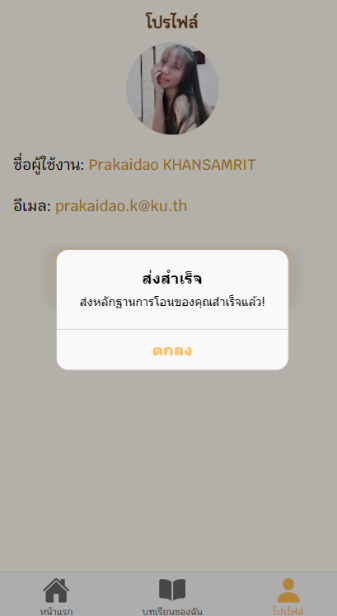 โปรไฟล์
ชื่อผู้ใช้งาน: Prakaidao KHANSAMRIT
อีเมล: prakaidao.k@ku.th
ส่งสำเร็จ
ส่งหลักฐานการโอนของคุณสำเร็จแล้ว!
ตกลง
หน้าแรก บทเรียนของฉัน โปรไฟล์